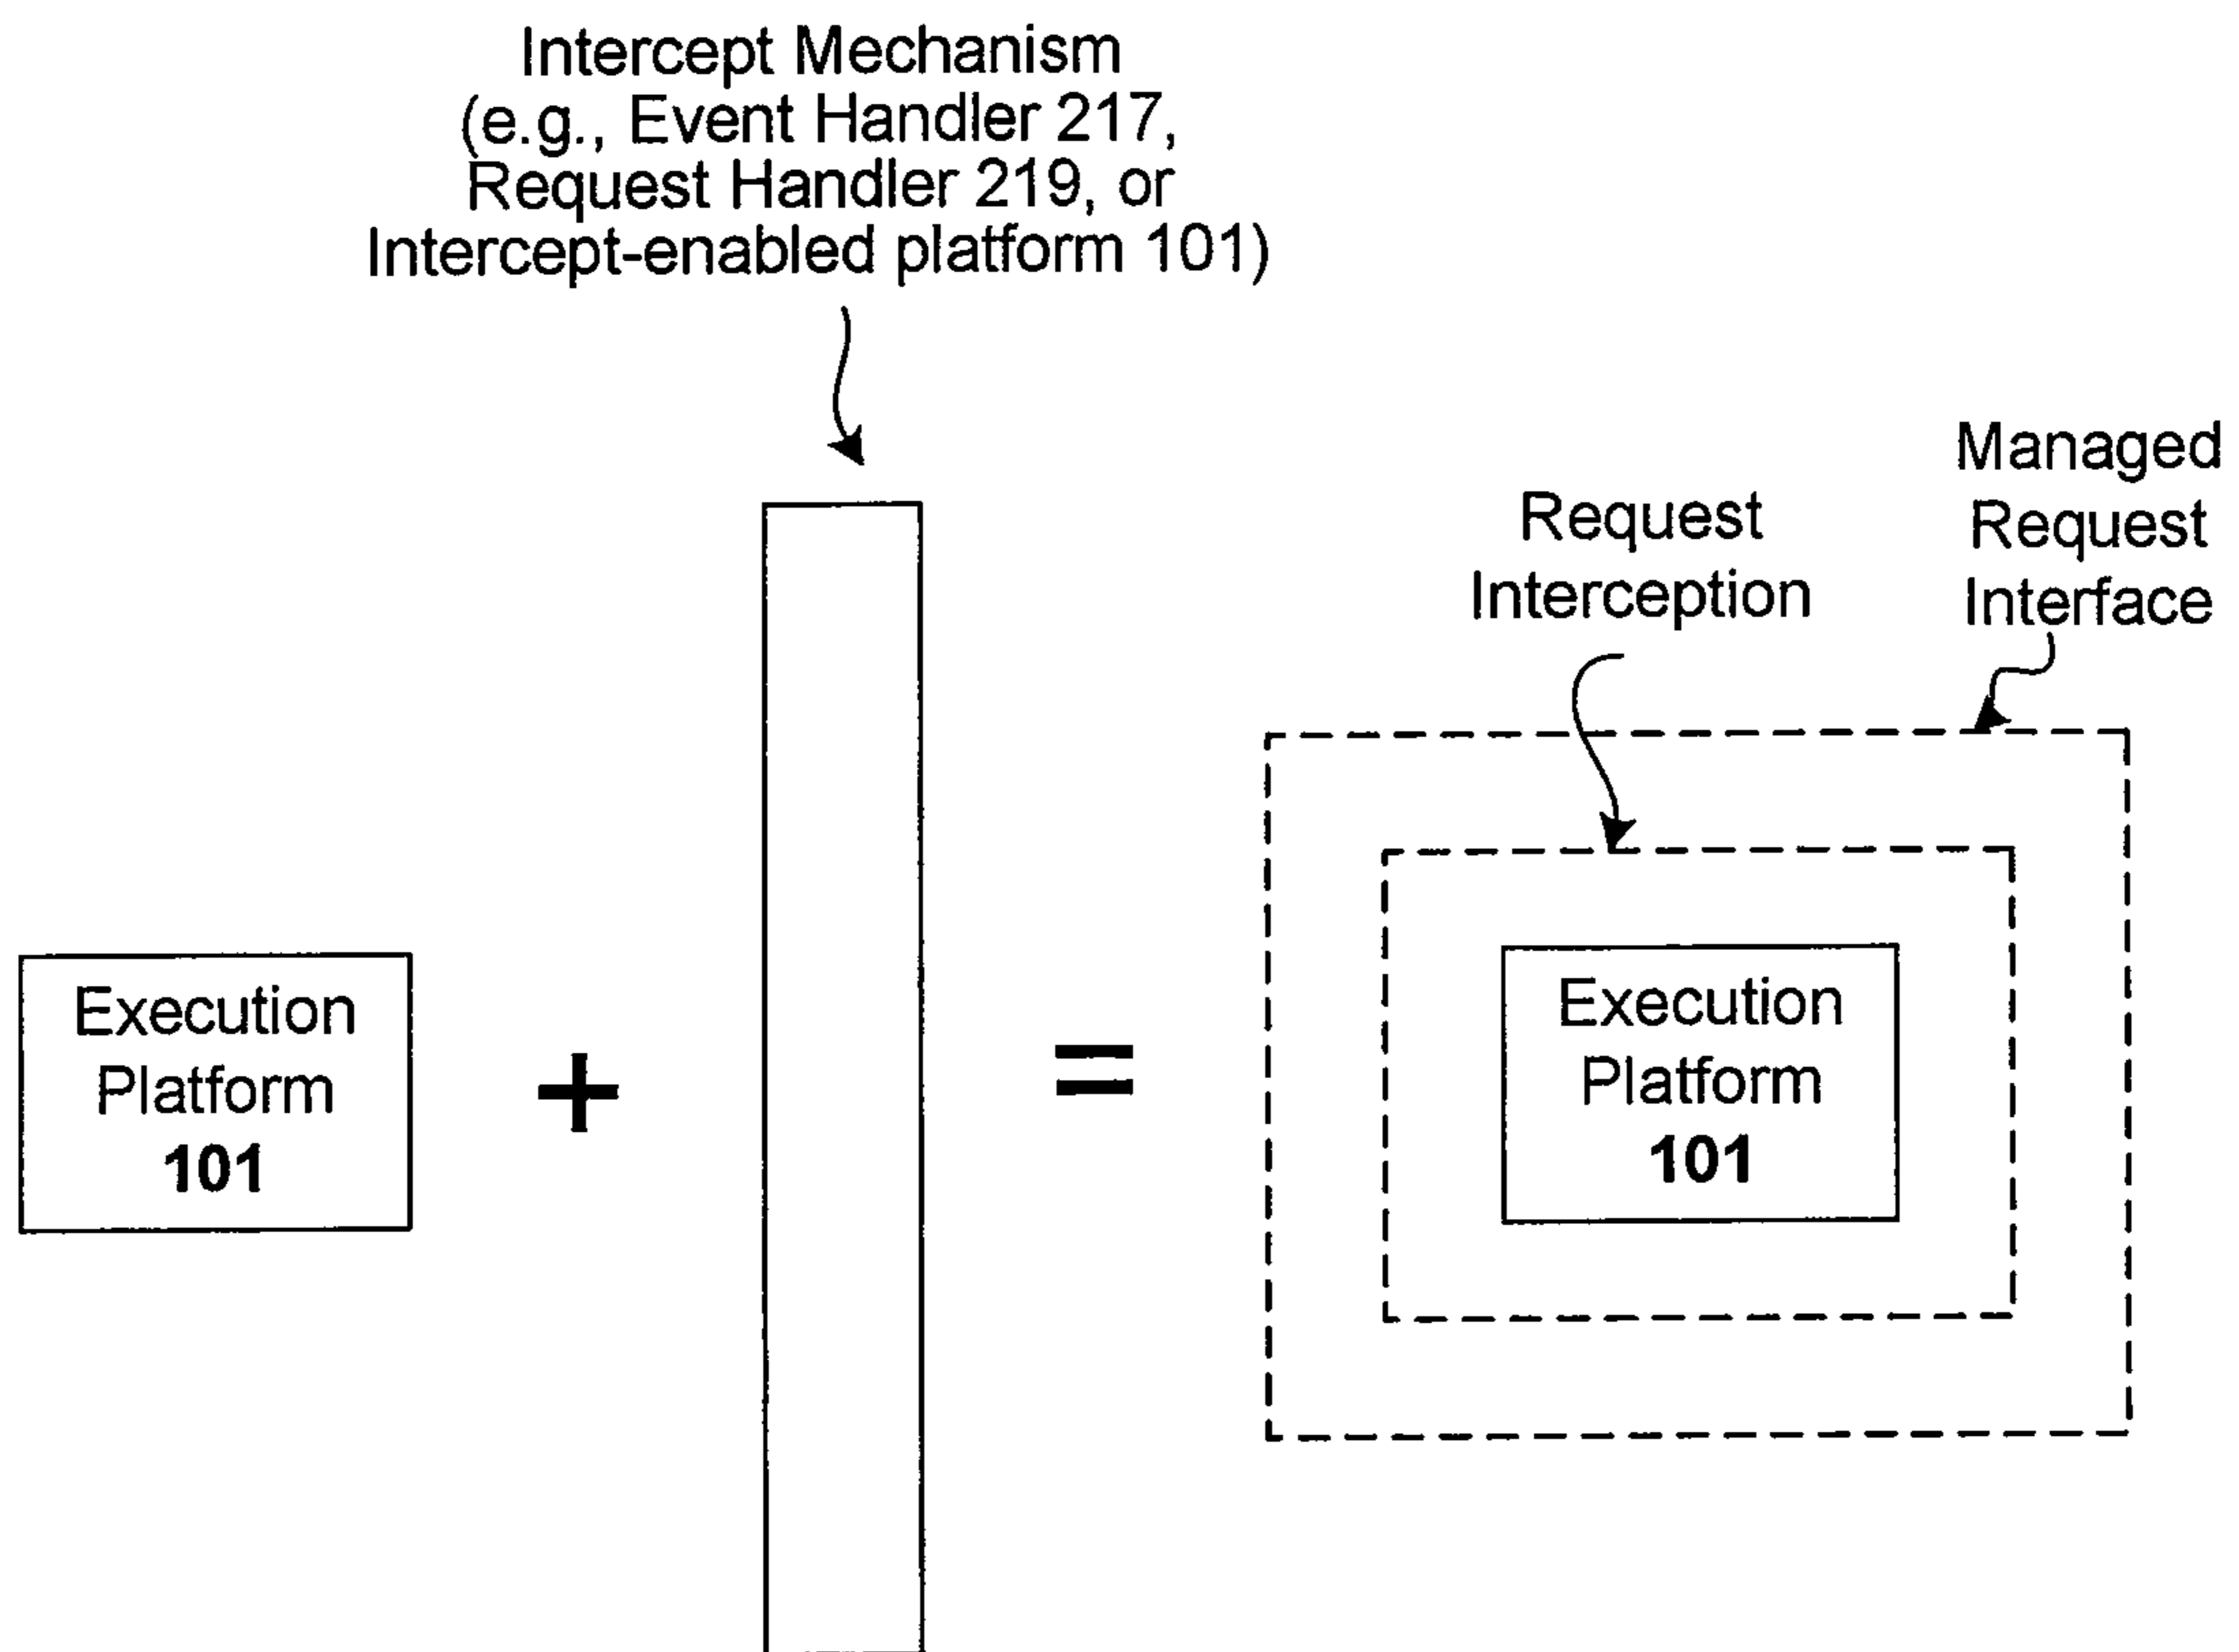 Intercept Mechanism
(e.g., Event Handler 217,
Request Handler 219, or
Intercept-enabled platform 101)
Managed
Request
Interface
Request
Interception
Execution
Platform
101
+
=
Execution
Platform
101